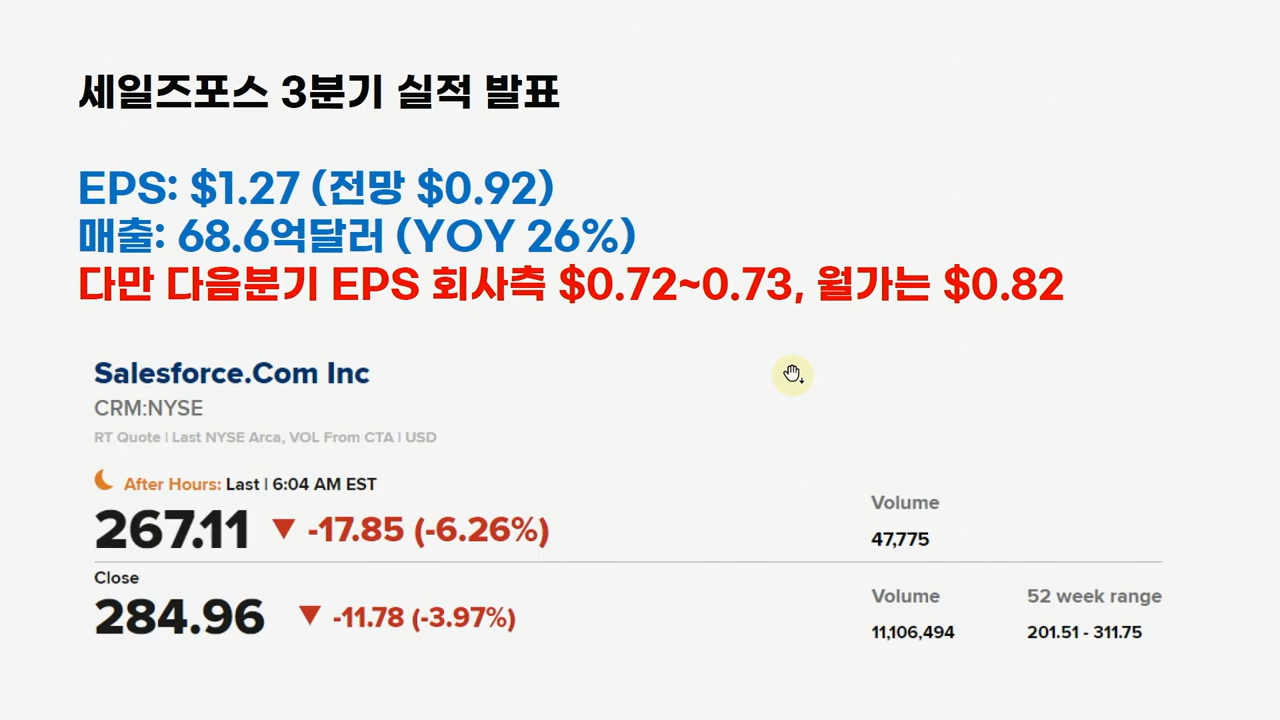 세일즈포스 3분기 실적 발표
EPS: $1.27 (전망 $0.92)
매출: 68.6억달러 (YOY 26%)
다만 다음분기 EPS 회사측 $0.72~0.73, 월가는 $0.82
Salesforce.Com Inc
CRM:NYSE
RT Quote | Last NYSE Arca, VOL From CTA | USD
After Hours: Last | 6:04 AM EST
267.11 ▼ -17.85 (-6.26%)
Volume
47,775
Close
284.96 ▼ -11.78 (-3.97%)
Volume
11,106,494
52 week range
201.51 - 311.75